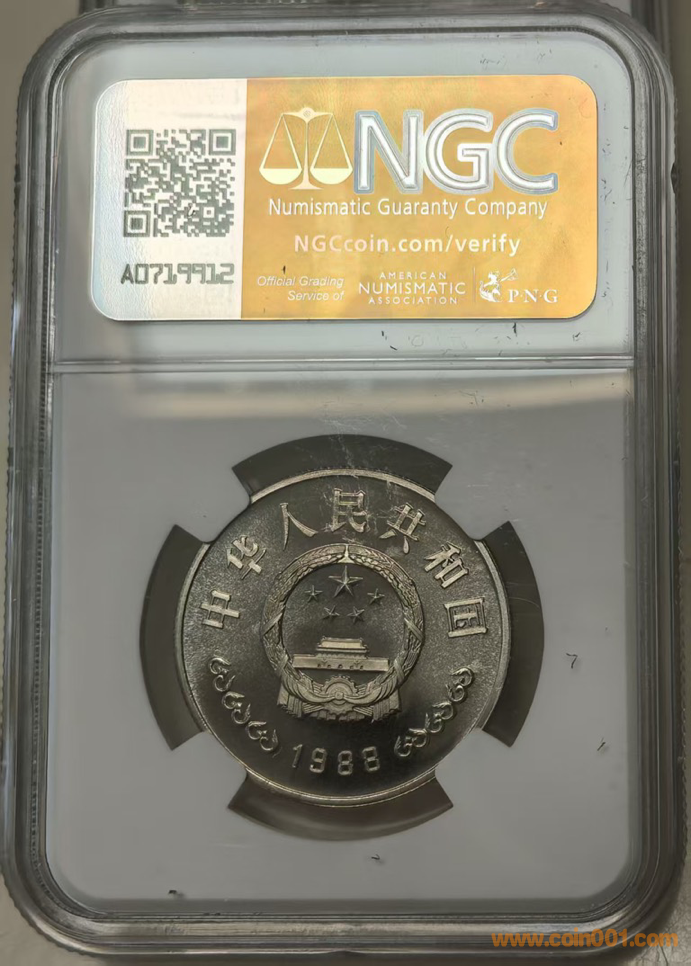 NGC
Numismatic Guaranty Company
NGCcoin.com/verify
A0719912
Official Grading
Service of
AMERICAN
NUMISMATIC
ASSOCIATION
P·N·G
中华人民共和国
1988
www.coin001.com